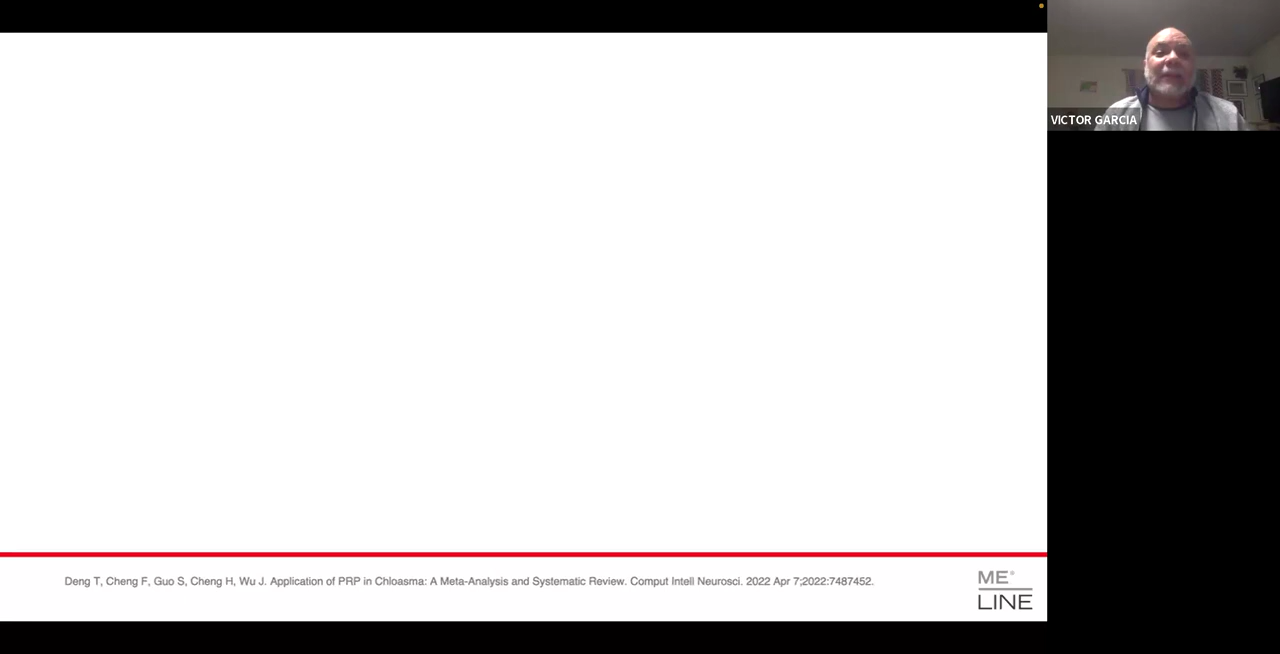 VICTOR GARCIA
Deng T, Cheng F, Guo S, Cheng H, Wu J. Application of PRP in Chloasma: A Meta-Analysis and Systematic Review. Comput Intell Neurosci. 2022 Apr 7;2022:7487452.
ME®
LINE